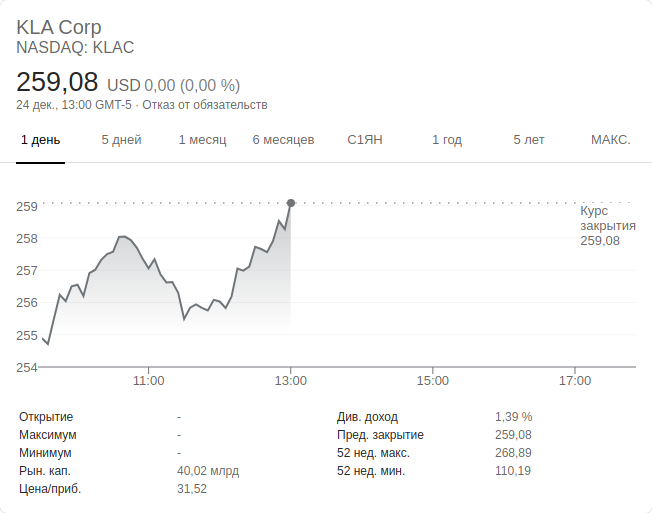 KLA Corp
NASDAQ: KLAC
259,08 USD 0,00 (0,00 %)
24 дек., 13:00 GMT-5 · Отказ от обязательств
1 день 5 дней 1 месяц 6 месяцев С1ЯН 1 год 5 лет МАКС.
259
Курс
закрытия
259,08
258
257
256
255
254
11:00 13:00 15:00 17:00
Открытие - Див. доход 1,39 %
Максимум - Пред. закрытие 259,08
Минимум - 52 нед. макс. 268,89
Рын. кап. 40,02 млрд 52 нед. мин. 110,19
Цена/приб. 31,52